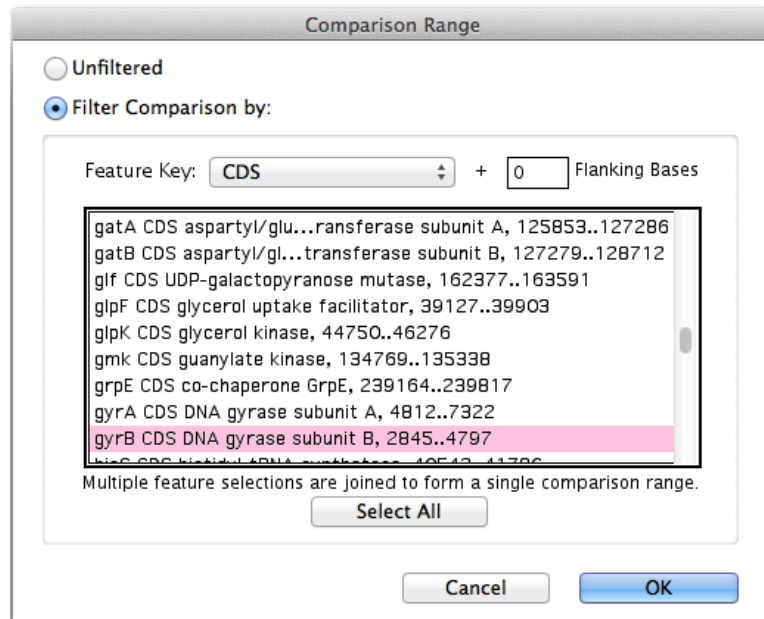 Comparison Range
Unfiltered
Filter Comparison by:
Feature Key: CDS + 0 Flanking Bases
gatA CDS aspartyl/glu...ransferase subunit A, 125853..127286
gatB CDS aspartyl/gl...transferase subunit B, 127279..128712
glf CDS UDP-galactopyranose mutase, 162377..163591
glpF CDS glycerol uptake facilitator, 39127..39903
glpK CDS glycerol kinase, 44750..46276
gmk CDS guanylate kinase, 134769..135338
grpE CDS co-chaperone GrpE, 239164..239817
gyrA CDS DNA gyrase subunit A, 4812..7322
gyrB CDS DNA gyrase subunit B, 2845..4797
Multiple feature selections are joined to form a single comparison range.
Select All
Cancel OK